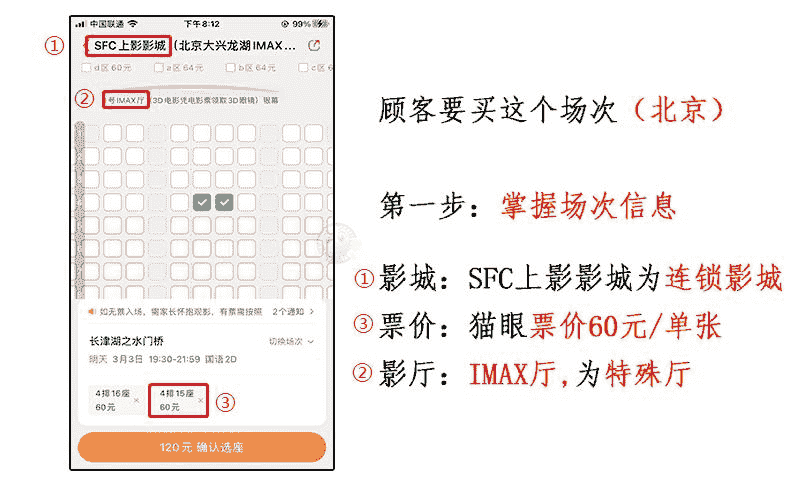 中国联通
下午8:12
99%
① SFC上影影城（北京大兴龙湖IMAX...
d区 60元
a区 64元
b区 64元
c区 6
② 1号IMAX厅（3D电影凭电影票领取3D眼镜）银幕
如无票入场，需家长怀抱观影，有票需按照
2个通知 >
长津湖之水门桥
切换场次
明天 3月3日 19:30-21:59 国语2D
4排16座 ×
60元
4排15座 ×
60元
③
120元 确认选座
顾客要买这个场次（北京）
第一步：掌握场次信息
①影城：SFC上影影城为连锁影城
③票价：猫眼票价60元/单张
②影厅：IMAX厅,为特殊厅